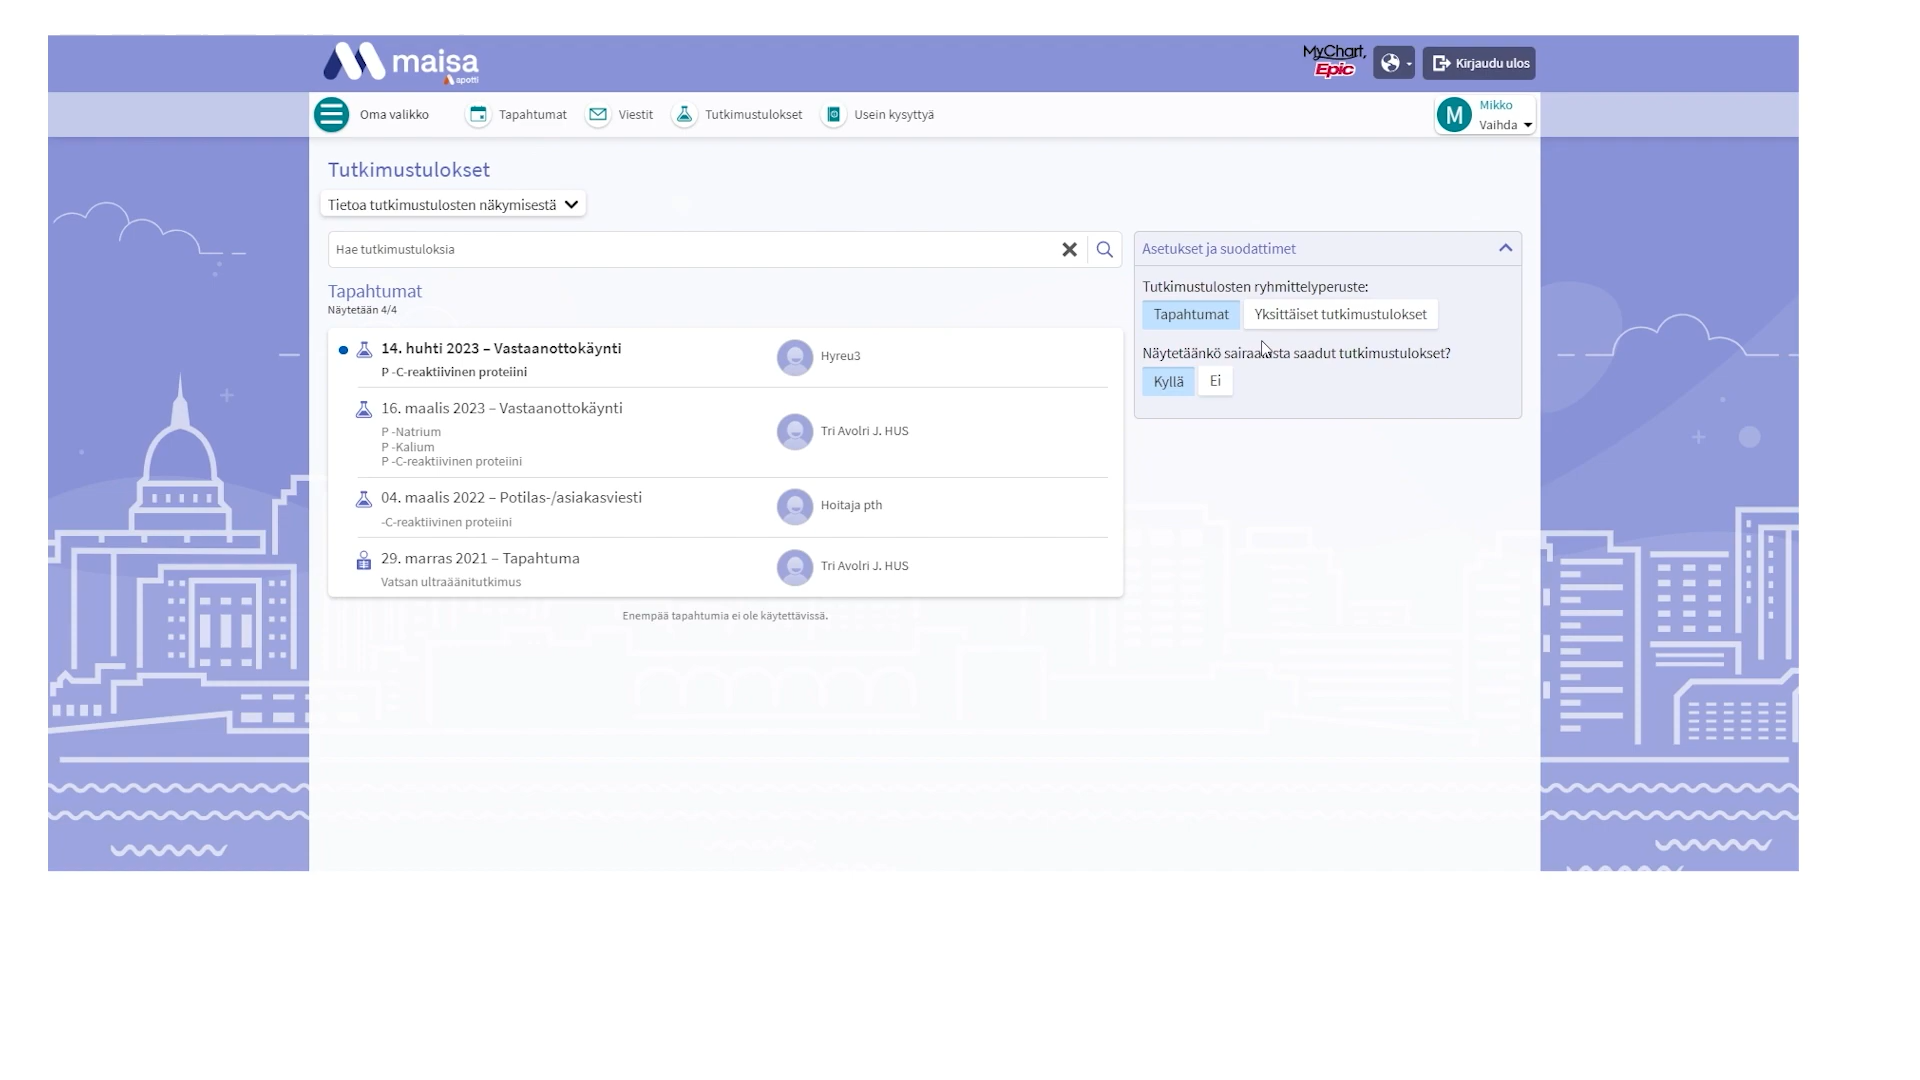 maisa
apotti
MyChart
Epic
Kirjaudu ulos
Oma valikko
Tapahtumat
Viestit
Tutkimustulokset
Usein kysyttyä
M
Mikko
Vaihda
Tutkimustulokset
Tietoa tutkimustulosten näkymisestä
Hae tutkimustuloksia
Tapahtumat
Näytetään 4/4
14. huhti 2023 – Vastaanottokäynti
P -C-reaktiivinen proteiini
Hyreu3
16. maalis 2023 – Vastaanottokäynti
P -Natrium
P -Kalium
P -C-reaktiivinen proteiini
Tri Avolri J. HUS
04. maalis 2022 – Potilas-/asiakasviesti
-C-reaktiivinen proteiini
Hoitaja pth
29. marras 2021 – Tapahtuma
Vatsan ultraäänitutkimus
Tri Avolri J. HUS
Enempää tapahtumia ei ole käytettävissä.
Asetukset ja suodattimet
Tutkimustulosten ryhmittelyperuste:
Tapahtumat
Yksittäiset tutkimustulokset
Näytetäänkö sairaalasta saadut tutkimustulokset?
Kyllä
Ei